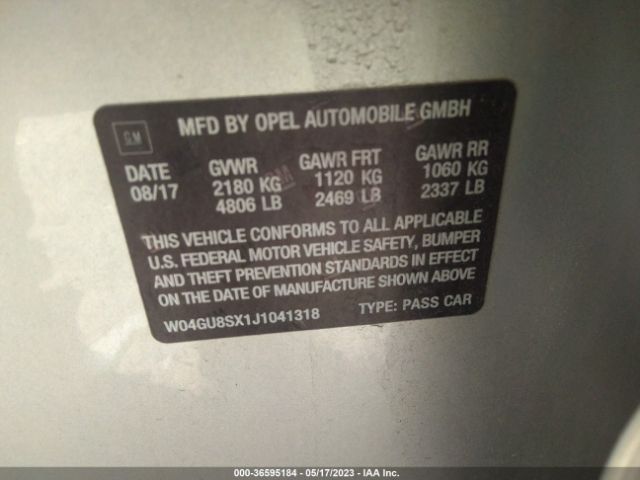 GM
MFD BY OPEL AUTOMOBILE GMBH
DATE GVWR GAWR FRT GAWR RR
08/17 2180 KG 1120 KG 1060 KG
4806 LB 2469 LB 2337 LB
THIS VEHICLE CONFORMS TO ALL APPLICABLE
U.S. FEDERAL MOTOR VEHICLE SAFETY, BUMPER
AND THEFT PREVENTION STANDARDS IN EFFECT
ON THE DATE OF MANUFACTURE SHOWN ABOVE
W04GU8SX1J1041318 TYPE: PASS CAR
000-36595184 - 05/17/2023 - IAA Inc.